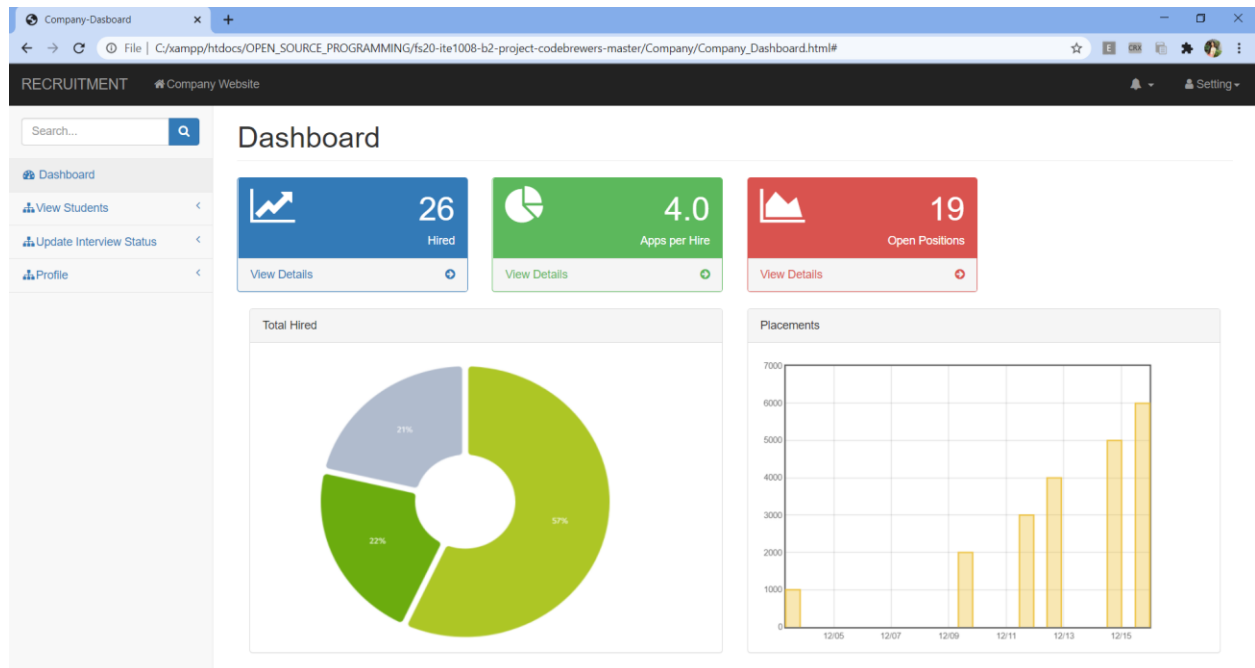 Company-Dasboard
File | C:/xampp/htdocs/OPEN_SOURCE_PROGRAMMING/fs20-ite1008-b2-project-codebrewers-master/Company/Company_Dashboard.html#
RECRUITMENT Company Website Setting
Search...
Dashboard
Dashboard
View Students
Update Interview Status
Profile
26
Hired
View Details
4.0
Apps per Hire
View Details
19
Open Positions
View Details
Total Hired
21%
57%
22%
Placements
7000
6000
5000
4000
3000
2000
1000
0
12/05 12/07 12/09 12/11 12/13 12/15